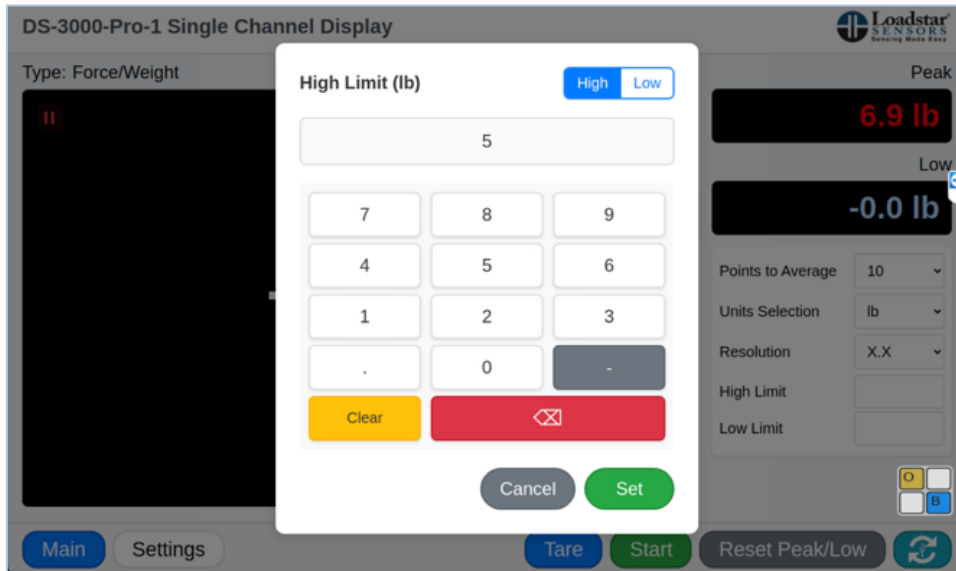 DS-3000-Pro-1 Single Channel Display
Loadstar
SENSORS
Sensing Made Easy
Type: Force/Weight
Peak
6.9 lb
Low
-0.0 lb
High Limit (lb)
High
Low
5
7 8 9
4 5 6
1 2 3
. 0 -
Clear
Cancel
Set
Points to Average 10
Units Selection lb
Resolution X.X
High Limit
Low Limit
O
B
Main
Settings
Tare
Start
Reset Peak/Low